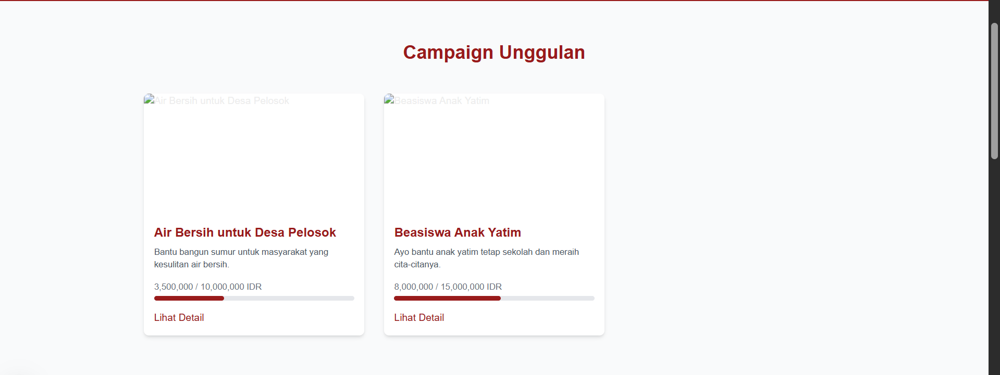 Campaign Unggulan
Air Bersih untuk Desa Pelosok
Beasiswa Anak Yatim
Air Bersih untuk Desa Pelosok
Bantu bangun sumur untuk masyarakat yang
kesulitan air bersih.
3,500,000 / 10,000,000 IDR
Lihat Detail
Beasiswa Anak Yatim
Ayo bantu anak yatim tetap sekolah dan meraih
cita-citanya.
8,000,000 / 15,000,000 IDR
Lihat Detail